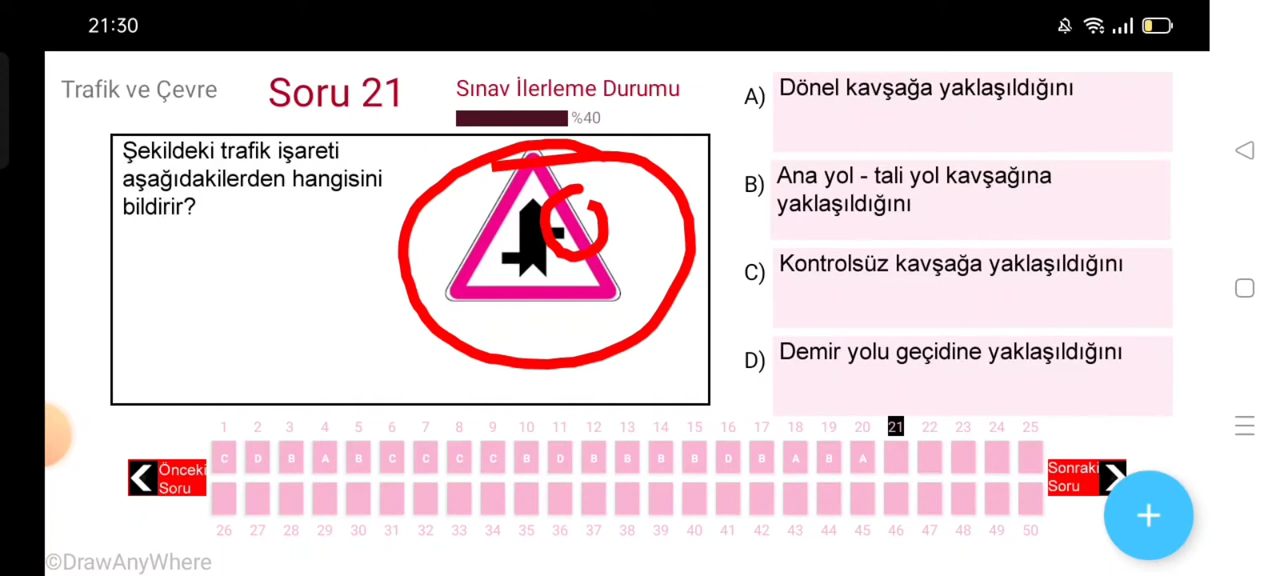 21:30
Trafik ve Çevre
Soru 21
Sınav İlerleme Durumu
%40
Şekildeki trafik işareti
aşağıdakilerden hangisini
bildirir?
A) Dönel kavşağa yaklaşıldığını
B) Ana yol - tali yol kavşağına
yaklaşıldığını
C) Kontrolsüz kavşağa yaklaşıldığını
D) Demir yolu geçidine yaklaşıldığını
1 2 3 4 5 6 7 8 9 10 11 12 13 14 15 16 17 18 19 20 21 22 23 24 25
C D B A B C C C C B D B B B B D B A B A
Önceki
Soru
Sonraki
Soru
26 27 28 29 30 31 32 33 34 35 36 37 38 39 40 41 42 43 44 45 46 47 48 49 50
©DrawAnyWhere